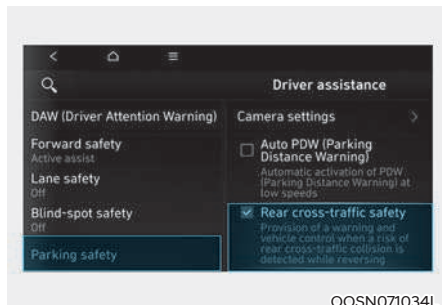 Driver assistance
DAW (Driver Attention Warning)
Forward safety
Active assist
Lane safety
Off
Blind-spot safety
Off
Parking safety
Camera settings
Auto PDW (Parking
Distance Warning)
Automatic activation of PDW
(Parking Distance Warning) at
low speeds
Rear cross-traffic safety
Provision of a warning and
vehicle control when a risk of
rear cross-traffic collision is
detected while reversing
OOSN071034L